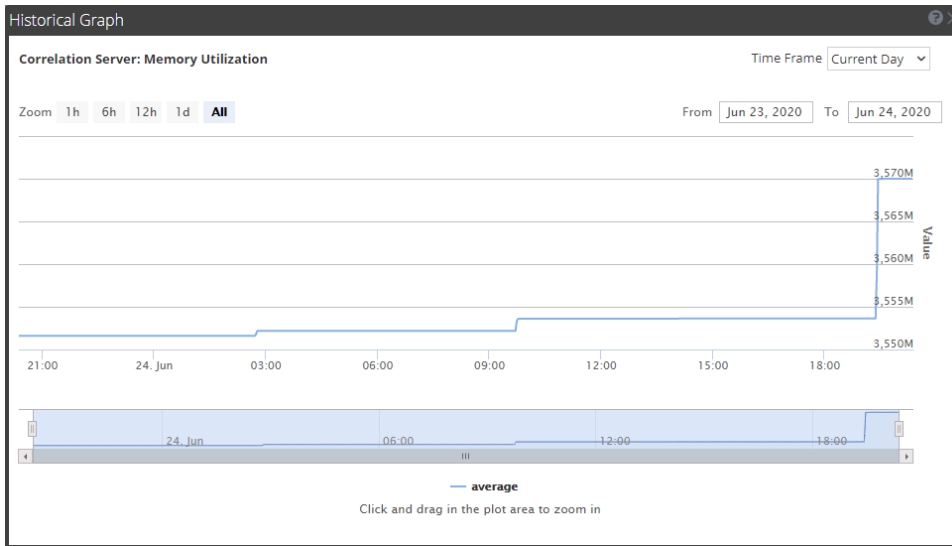 Historical Graph
Correlation Server: Memory Utilization
Time Frame Current Day
Zoom 1h 6h 12h 1d All
From Jun 23, 2020 To Jun 24, 2020
3,570M
3,565M
Value
3,560M
3,555M
3,550M
21:00 24. Jun 03:00 06:00 09:00 12:00 15:00 18:00
24. Jun 06:00 12:00 18:00
average
Click and drag in the plot area to zoom in